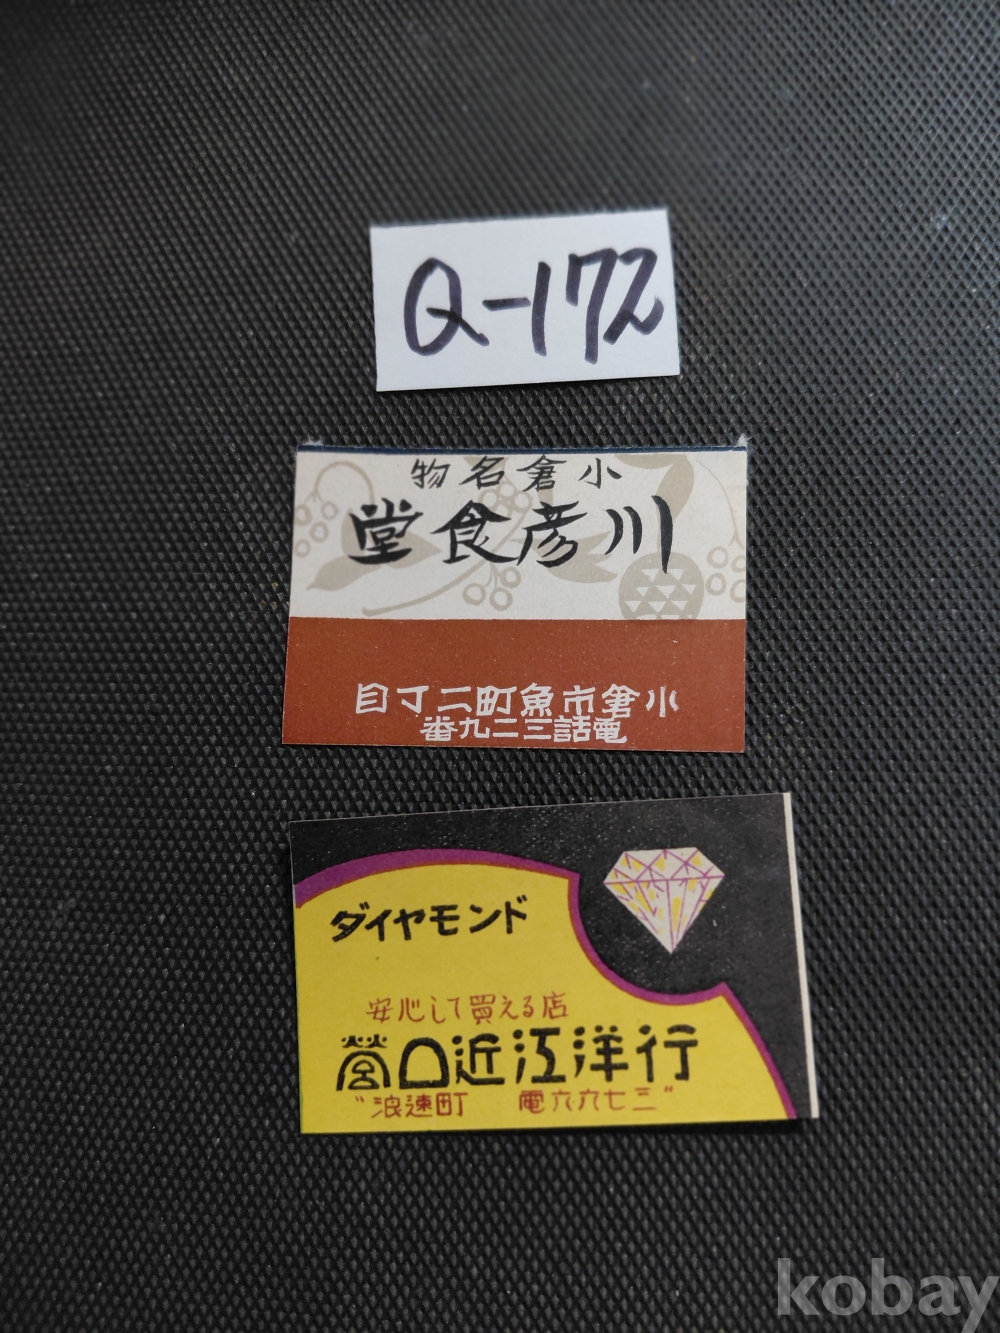 Q-172
小倉名物
川彦食堂
小倉市魚町二丁目
電話三二九番
ダイヤモンド
安心して買える店
營口近江洋行
"浪速町 電六六七三"
kobay